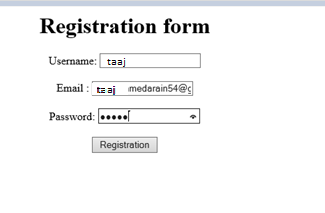 Registration form
Username: taaj
Email : taaj medarain54@g
Password: •••••
Registration